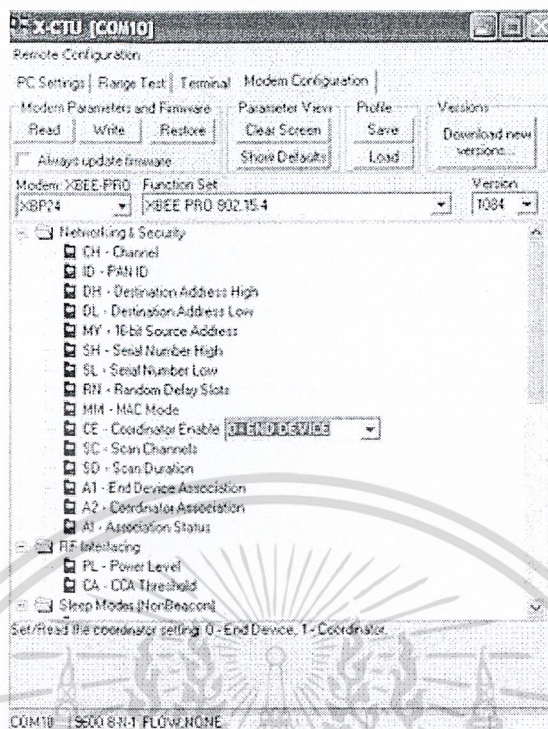 X-CTU [COM10]
Remote Configuration
PC Settings Range Test Terminal Modem Configuration
Modem Parameters and Firmware Parameter View Profile Versions
Read Write Restore Clear Screen Save Download new versions...
Always update firmware Show Defaults Load
Modem: XBEE-PRO Function Set Version
XBP24 XBEE PRO 802.15.4 1084
Networking & Security
CH - Channel
ID - PAN ID
DH - Destination Address High
DL - Destination Address Low
MY - 16-bit Source Address
SH - Serial Number High
SL - Serial Number Low
RN - Random Delay Slots
MM - MAC Mode
CE - Coordinator Enable 0 - END DEVICE
SC - Scan Channels
SD - Scan Duration
A1 - End Device Association
A2 - Coordinator Association
AI - Association Status
RF Interfacing
PL - Power Level
CA - CCA Threshold
Sleep Modes (NonBeacon)
Set/Read the coordinator setting: 0 - End Device, 1 - Coordinator.
COM10 9600 8-N-1 FLOW:NONE